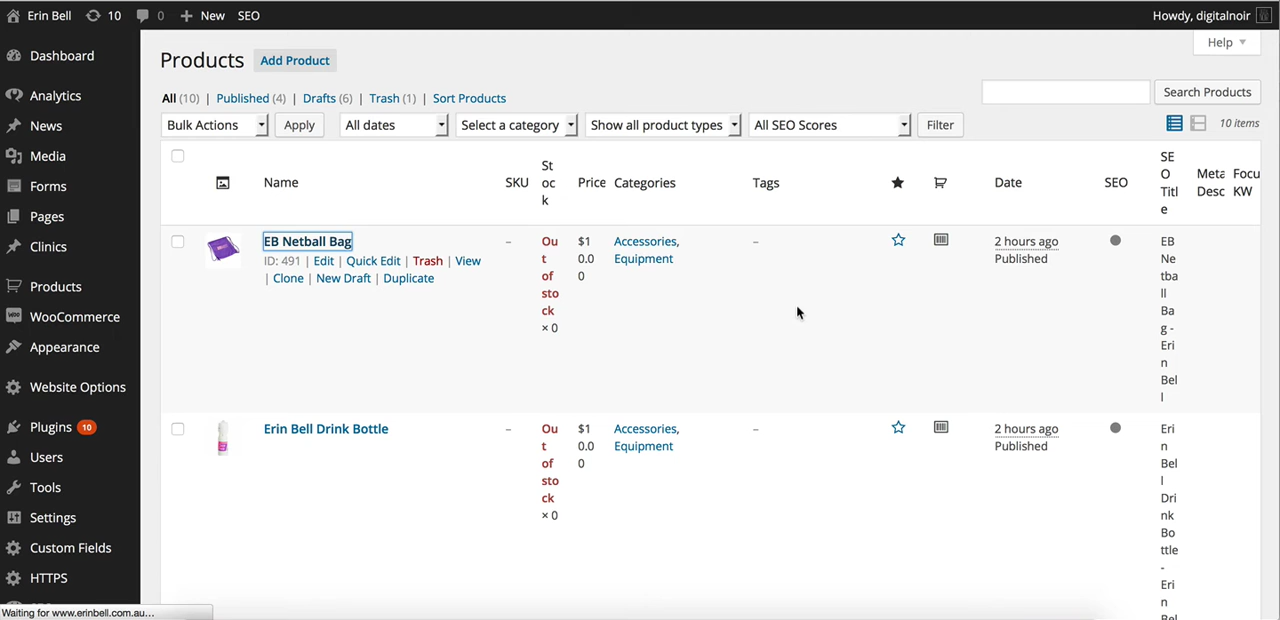 Erin Bell 10 0 New SEO Howdy, digitalnoir
Help
Dashboard
Analytics
News
Media
Forms
Pages
Clinics
Products
WooCommerce
Appearance
Website Options
Plugins 10
Users
Tools
Settings
Custom Fields
HTTPS
Waiting for www.erinbell.com.au...
Products Add Product
All (10) | Published (4) | Drafts (6) | Trash (1) | Sort Products
Search Products
Bulk Actions Apply All dates Select a category Show all product types All SEO Scores Filter 10 items
Name SKU
St
oc
k
Price Categories Tags Date SEO
SE
O
Titl
e
Meta
Desc
Focu
KW
EB Netball Bag
ID: 491 | Edit | Quick Edit | Trash | View
| Clone | New Draft | Duplicate
–
Ou
t
of
sto
ck
× 0
$1
0.0
0
Accessories,
Equipment
–
2 hours ago
Published
EB
Ne
tba
ll
Ba
g -
Eri
n
Bel
l
Erin Bell Drink Bottle
–
Ou
t
of
sto
ck
× 0
$1
0.0
0
Accessories,
Equipment
–
2 hours ago
Published
Eri
n
Bel
l
Dri
nk
Bo
ttle
-
Eri
n
Bel